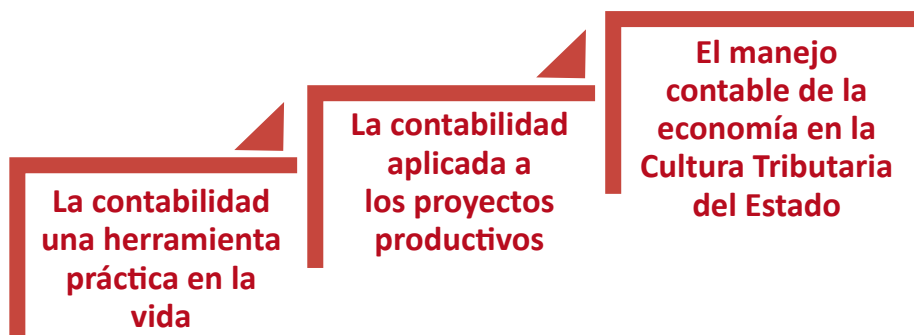 La contabilidad
una herramienta
práctica en la
vida
La contabilidad
aplicada a
los proyectos
productivos
El manejo
contable de la
economía en la
Cultura Tributaria
del Estado